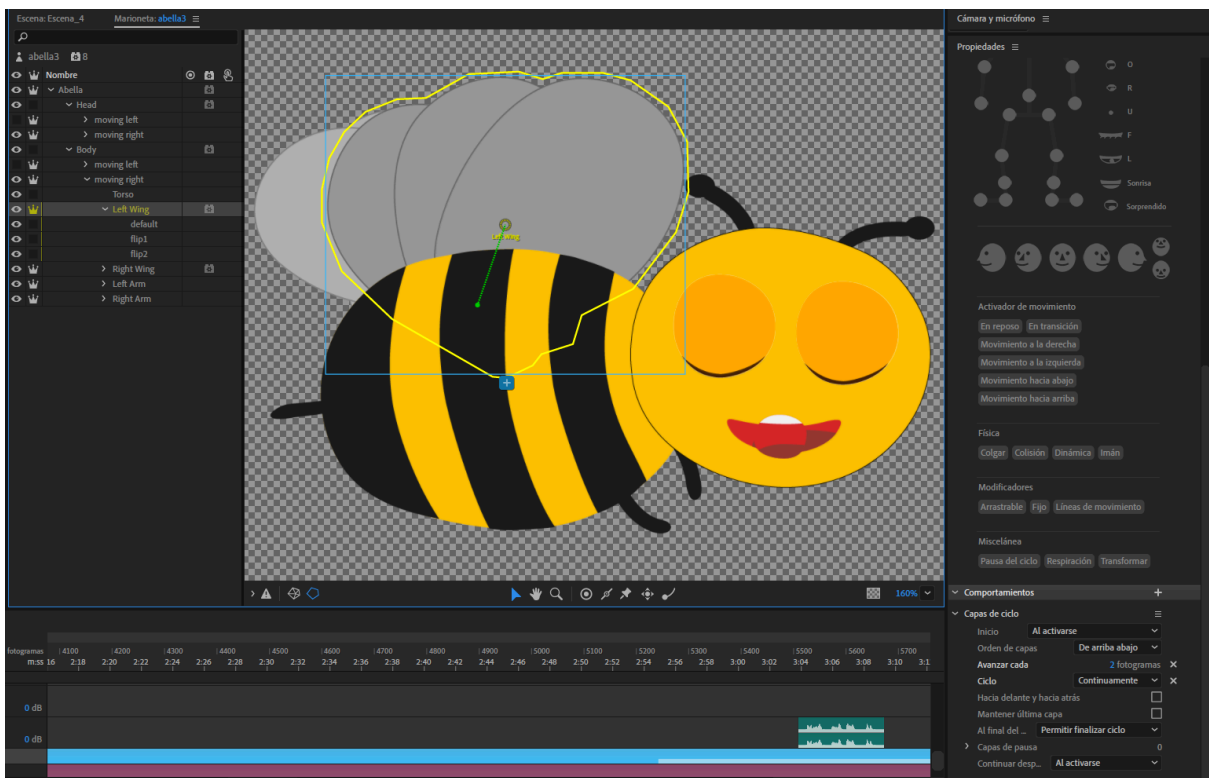 Escena: Escena_4
Marioneta: abella3
abella3
8
Nombre
Abella
Head
moving left
moving right
Body
moving left
moving right
Torso
Left Wing
default
flip1
flip2
Right Wing
Left Arm
Right Arm
Left Wing
160%
Cámara y micrófono
Propiedades
O
R
U
F
L
Sonrisa
Sorprendido
Activador de movimiento
En reposo En transición
Movimiento a la derecha
Movimiento a la izquierda
Movimiento hacia abajo
Movimiento hacia arriba
Física
Colgar Colisión Dinámica Imán
Modificadores
Arrastrable Fijo Líneas de movimiento
Miscelánea
Pausa del ciclo Respiración Transformar
Comportamientos +
Capas de ciclo
Inicio Al activarse
Orden de capas De arriba abajo
Avanzar cada 2 fotogramas
Ciclo Continuamente
Hacia delante y hacia atrás
Mantener última capa
Al final del ... Permitir finalizar ciclo
Capas de pausa 0
Continuar desp... Al activarse
fotogramas 4100 4200 4300 4400 4500 4600 4700 4800 4900 5000 5100 5200 5300 5400 5500 5600 5700
m:ss 16 2:18 2:20 2:22 2:24 2:26 2:28 2:30 2:32 2:34 2:36 2:38 2:40 2:42 2:44 2:46 2:48 2:50 2:52 2:54 2:56 2:58 3:00 3:02 3:04 3:06 3:08 3:10 3:1
0 dB
0 dB